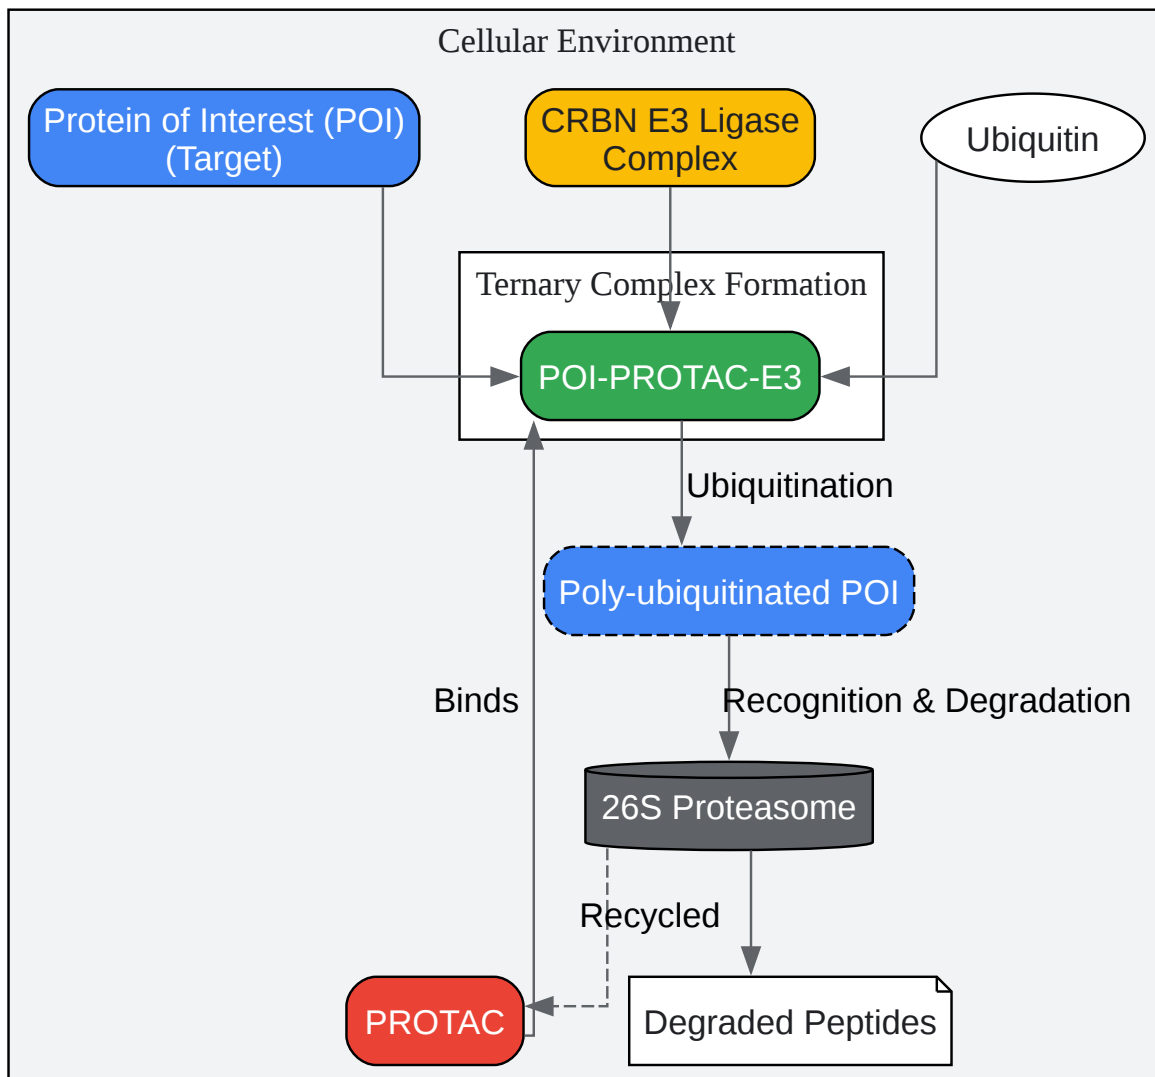 Cellular Environment
Protein of Interest (POI)
(Target)
CRBN E3 Ligase
Complex
Ubiquitin
Ternary Complex Formation
POI-PROTAC-E3
Ubiquitination
Poly-ubiquitinated POI
Binds
Recognition & Degradation
26S Proteasome
Recycled
PROTAC
Degraded Peptides